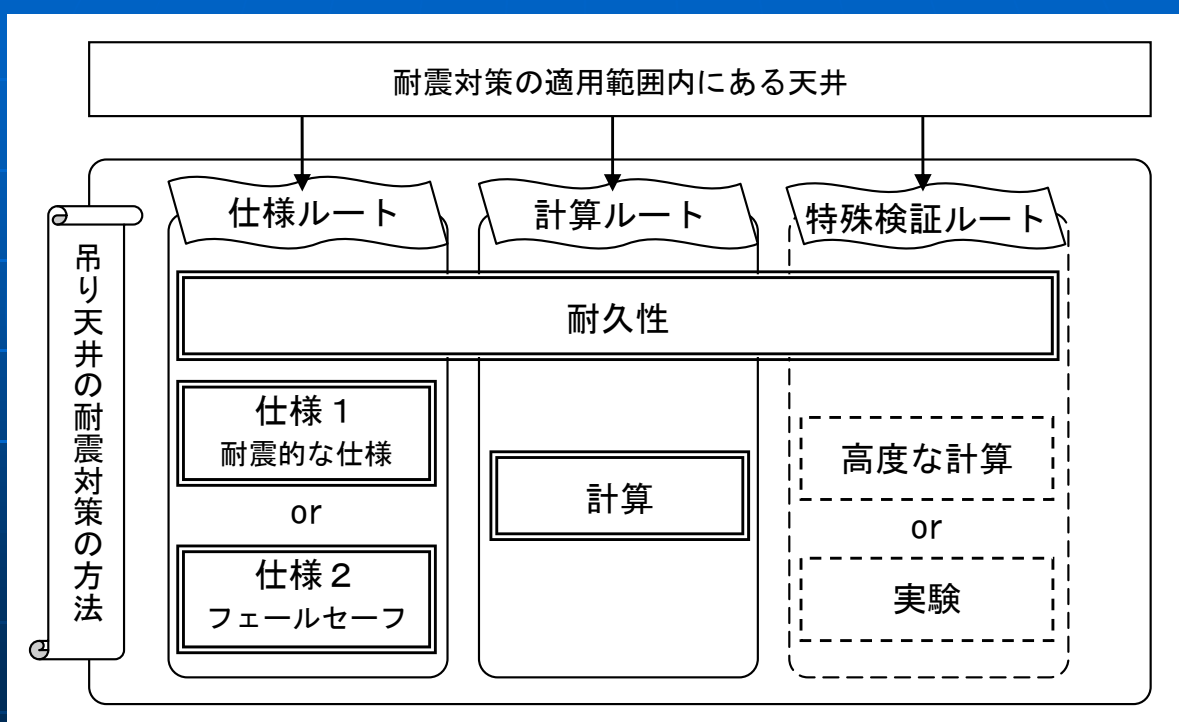 耐震対策の適用範囲内にある天井
吊り天井の耐震対策の方法
仕様ルート
計算ルート
特殊検証ルート
耐久性
仕様１
耐震的な仕様
or
仕様２
フェールセーフ
計算
高度な計算
or
実験